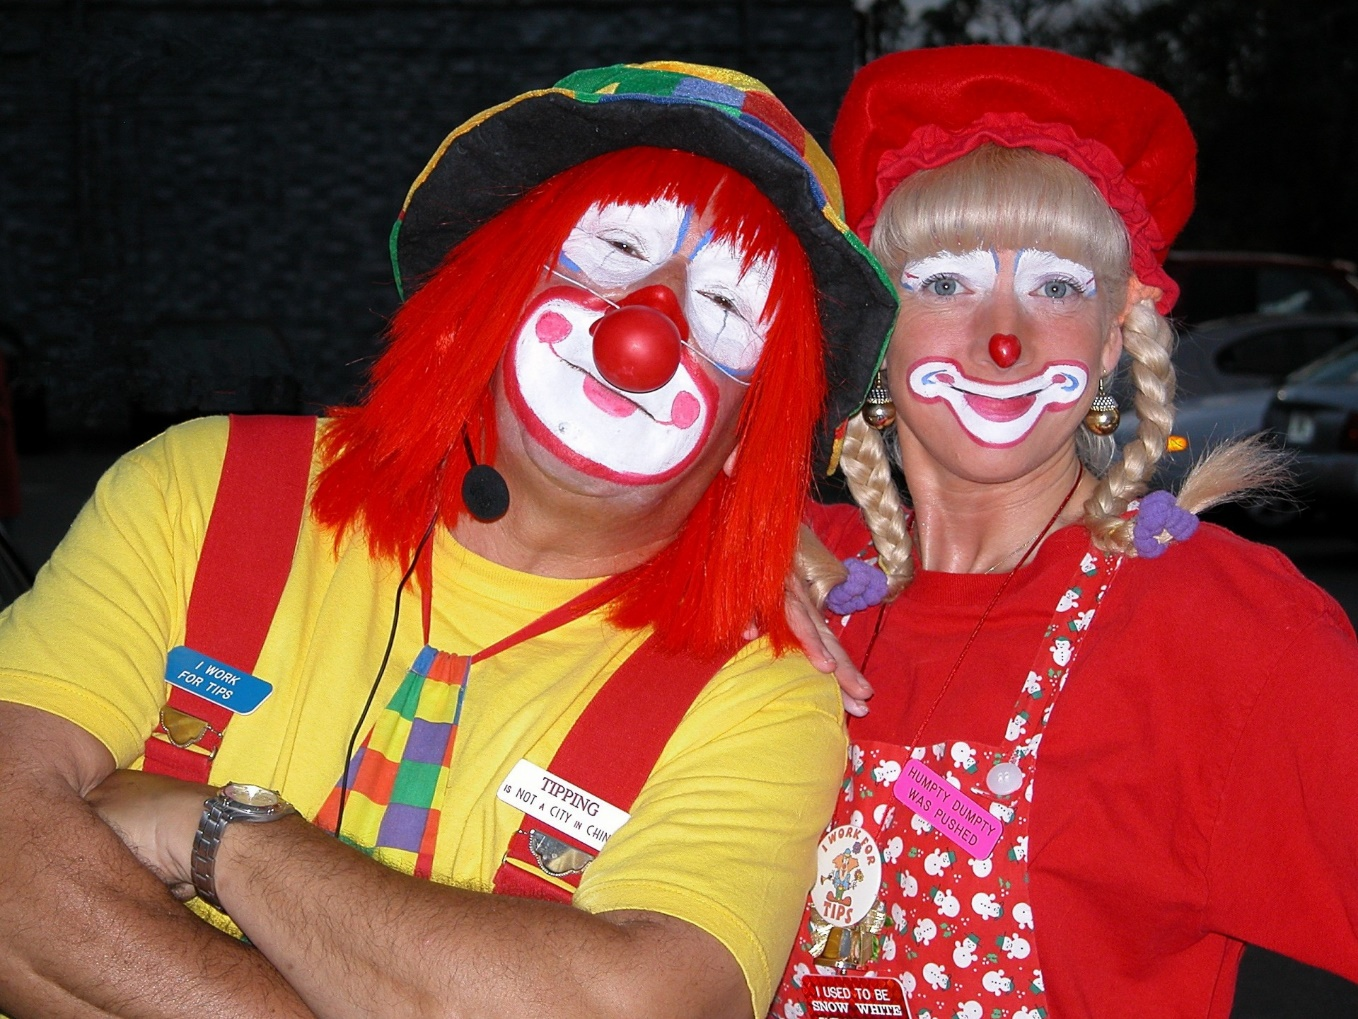 I WORK
FOR TIPS
TIPPING
IS NOT A CITY IN
HUMPTY DUMPTY
WAS PUSHED
I WORK FOR
TIPS
I USED TO BE
SNOW WHITE